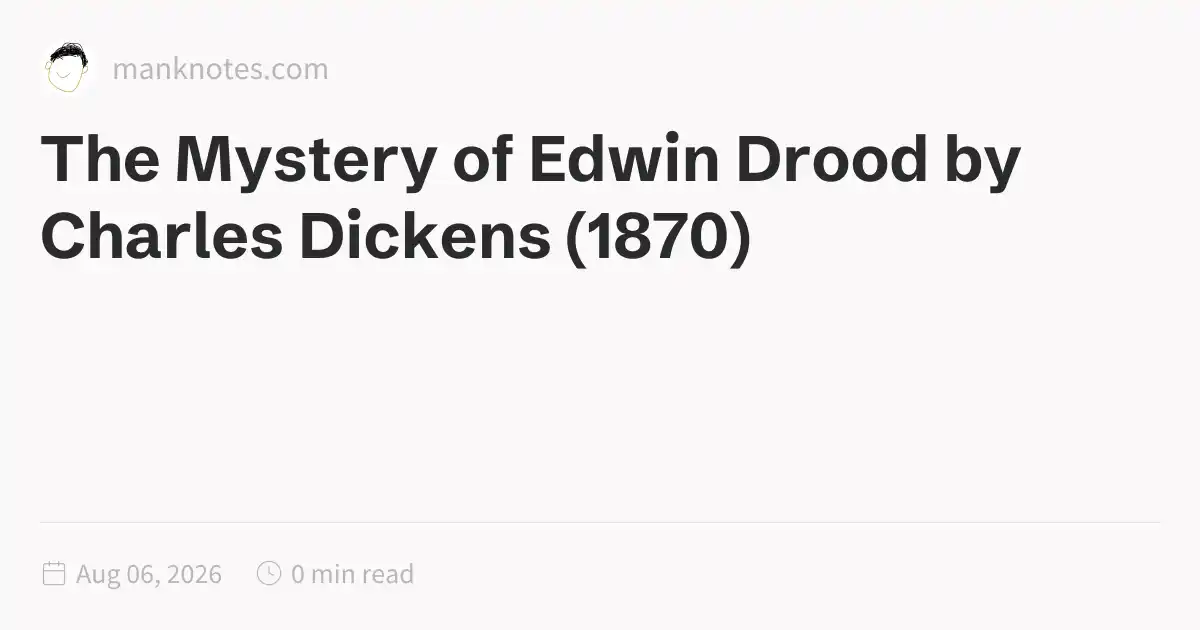 manknotes.com
The Mystery of Edwin Drood by
Charles Dickens (1870)
Aug 06, 2026 0 min read